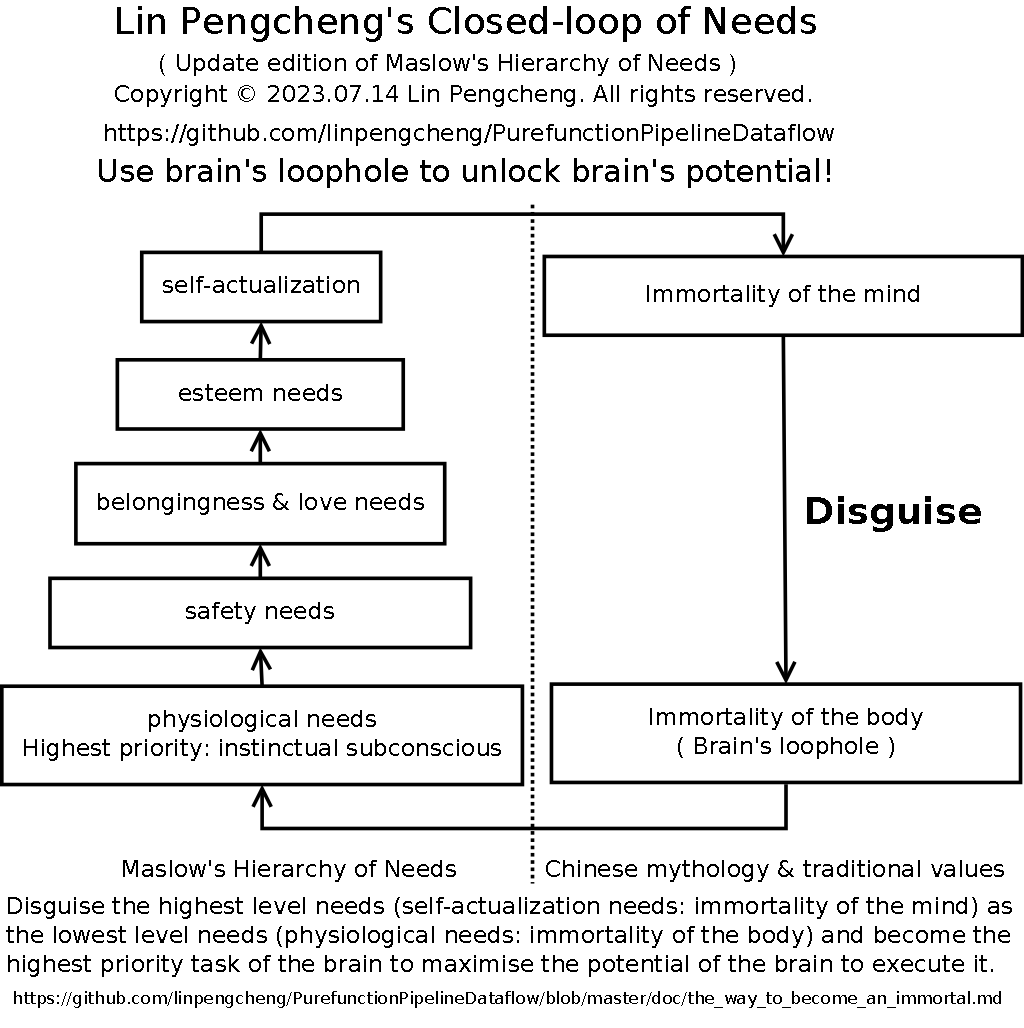 Lin Pengcheng's Closed-loop of Needs
( Update edition of Maslow's Hierarchy of Needs )
Copyright © 2023.07.14 Lin Pengcheng. All rights reserved.
https://github.com/linpengcheng/PurefunctionPipelineDataflow
Use brain's loophole to unlock brain's potential!
self-actualization
esteem needs
belongingness & love needs
safety needs
physiological needs
Highest priority: instinctual subconscious
Immortality of the mind
Disguise
Immortality of the body
( Brain's loophole )
Maslow's Hierarchy of Needs
Chinese mythology & traditional values
Disguise the highest level needs (self-actualization needs: immortality of the mind) as
the lowest level needs (physiological needs: immortality of the body) and become the
highest priority task of the brain to maximise the potential of the brain to execute it.
https://github.com/linpengcheng/PurefunctionPipelineDataflow/blob/master/doc/the_way_to_become_an_immortal.md